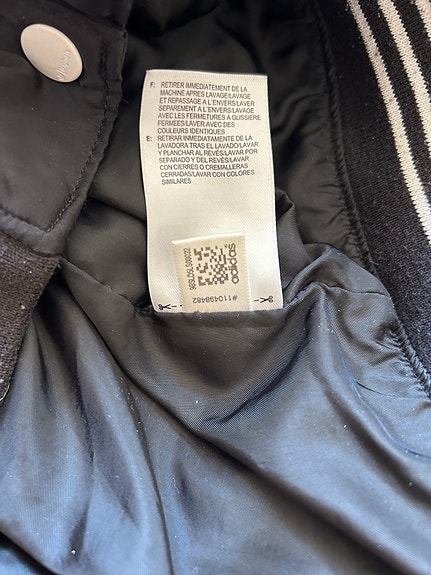 F: RETIRER IMMEDIATEMENT DE LA
MACHINE APRES LAVAGE/LAVAGE
ET REPASSAGE A L'ENVERS/LAVER
SEPAREMENT A L'ENVERS/LAVER
AVEC LES FERMETURES A GLISSIERE
FERMEES/LAVER AVEC DES
COULEURS IDENTIQUES
E: RETIRAR INMEDIATAMENTE DE LA
LAVADORA TRAS EL LAVADO/LAVAR
Y PLANCHAR AL REVÉS/LAVAR POR
SEPARADO Y DEL REVÉS/LAVAR
CON CIERRES O CREMALLERAS
CERRADAS/LAVAR CON COLORES
SIMILARES
adidas
#110498482